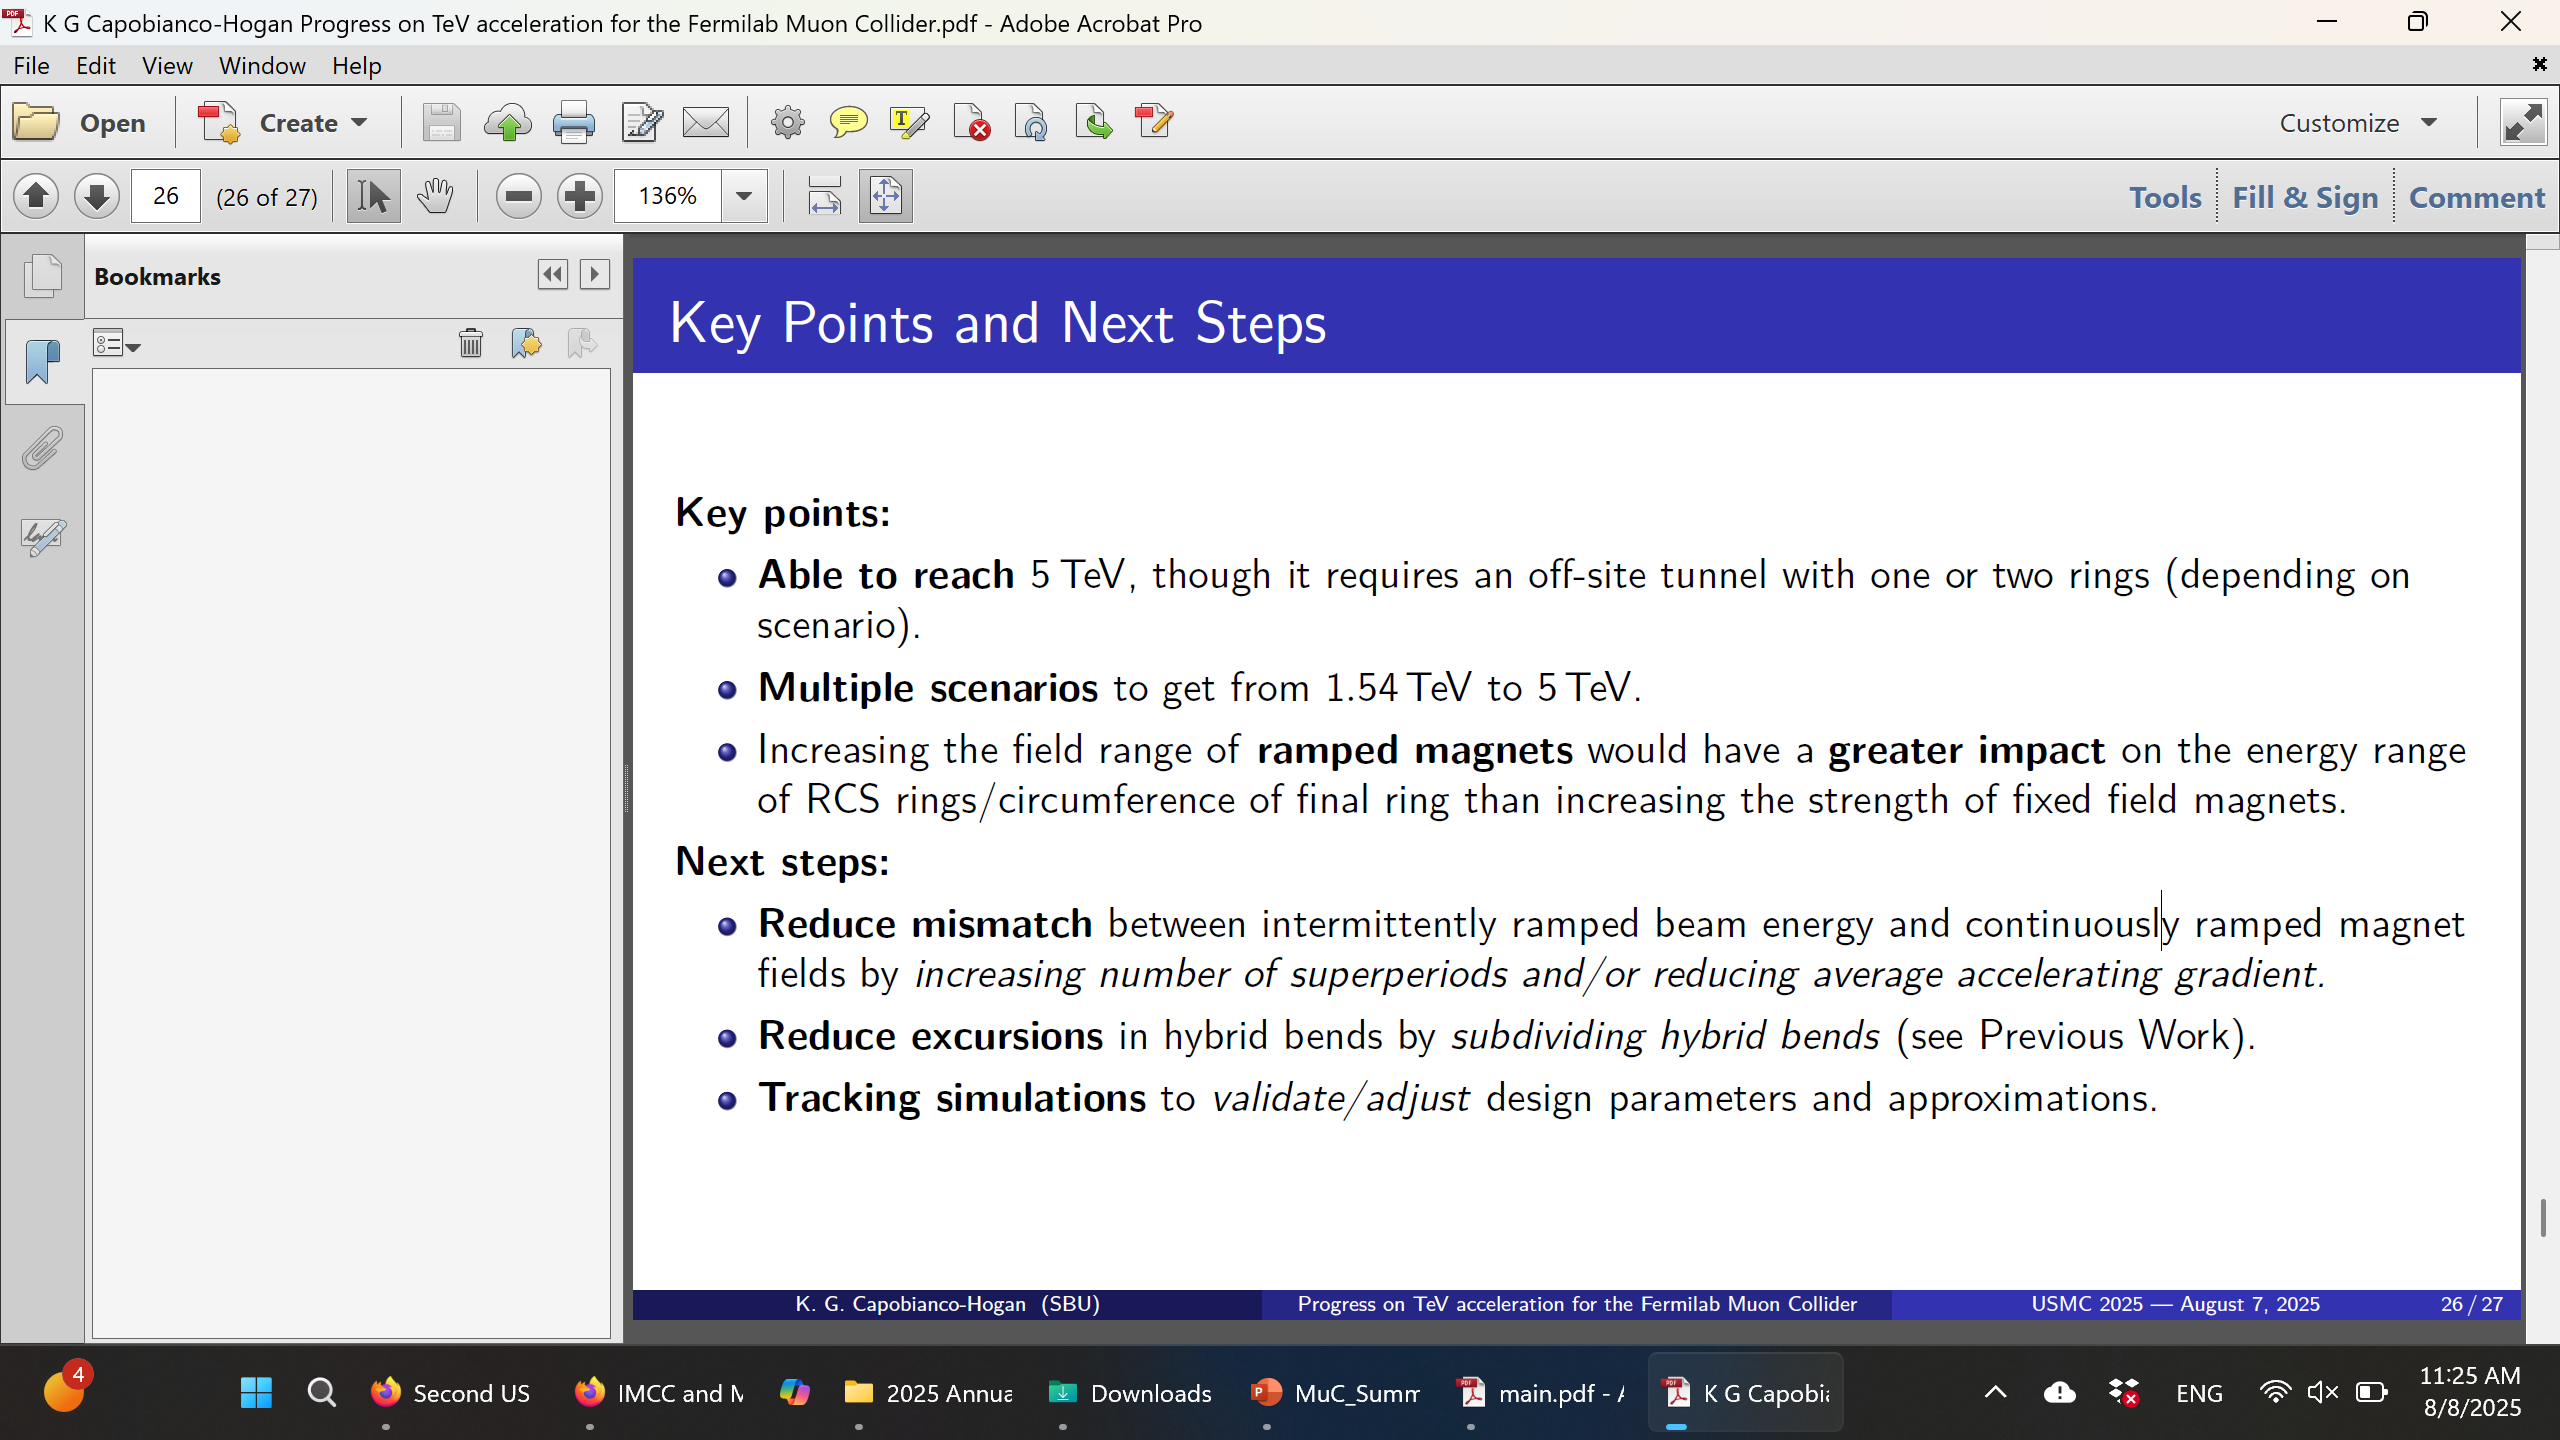 K G Capobianco-Hogan Progress on TeV acceleration for the Fermilab Muon Collider.pdf - Adobe Acrobat Pro
File Edit View Window Help
Open Create Customize
26 (26 of 27) 136% Tools Fill & Sign Comment
Bookmarks
Key Points and Next Steps
Key points:
Able to reach 5 TeV, though it requires an off-site tunnel with one or two rings (depending on
scenario).
Multiple scenarios to get from 1.54 TeV to 5 TeV.
Increasing the field range of ramped magnets would have a greater impact on the energy range
of RCS rings/circumference of final ring than increasing the strength of fixed field magnets.
Next steps:
Reduce mismatch between intermittently ramped beam energy and continuously ramped magnet
fields by increasing number of superperiods and/or reducing average accelerating gradient.
Reduce excursions in hybrid bends by subdividing hybrid bends (see Previous Work).
Tracking simulations to validate/adjust design parameters and approximations.
K. G. Capobianco-Hogan (SBU) Progress on TeV acceleration for the Fermilab Muon Collider USMC 2025 — August 7, 2025 26 / 27
4 Second US IMCC and M 2025 Annua Downloads MuC_Summ main.pdf - A K G Capobia ENG 11:25 AM
8/8/2025